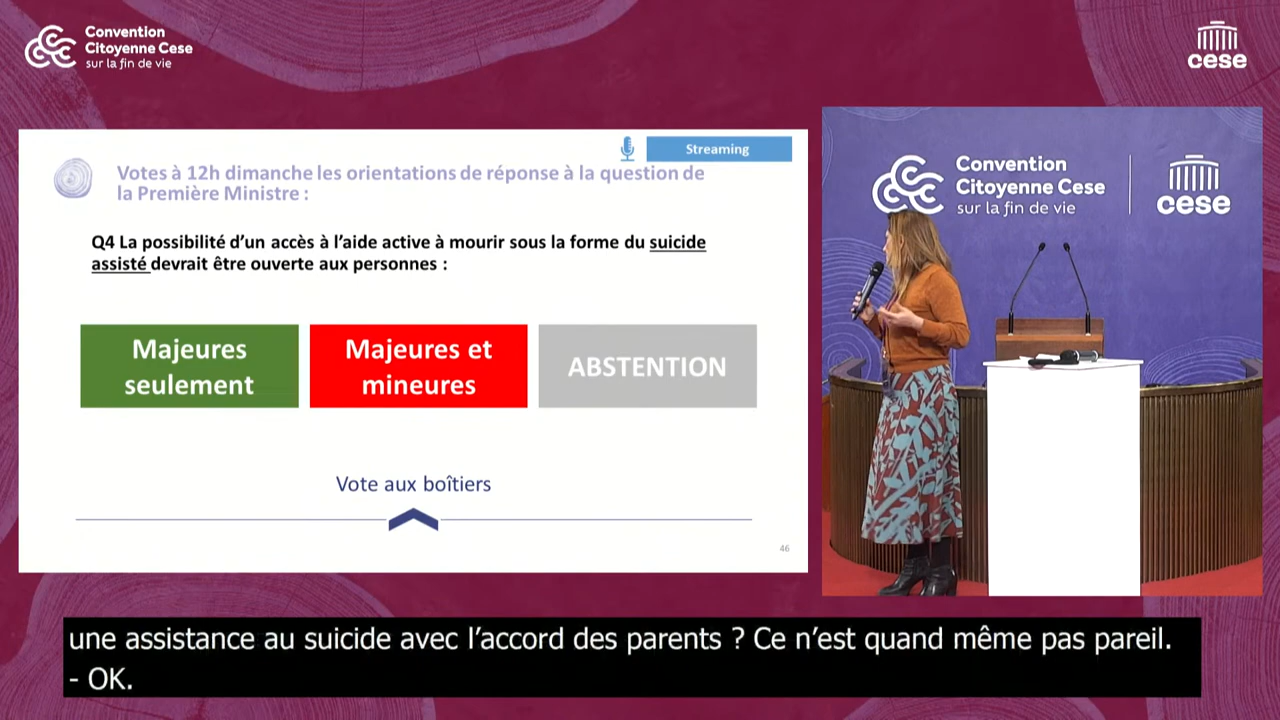 Convention
Citoyenne Cese
sur la fin de vie
cese
Streaming
Votes à 12h dimanche les orientations de réponse à la question de
la Première Ministre :
Q4 La possibilité d’un accès à l’aide active à mourir sous la forme du suicide
assisté devrait être ouverte aux personnes :
Majeures
seulement
Majeures et
mineures
ABSTENTION
Vote aux boîtiers
46
Convention
Citoyenne Cese
sur la fin de vie
cese
une assistance au suicide avec l’accord des parents ? Ce n’est quand même pas pareil.
- OK.